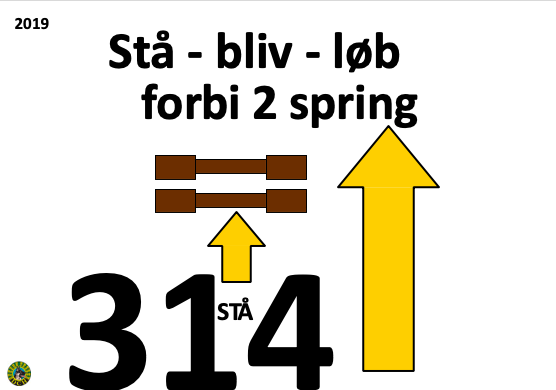 2019
Stå - bliv - løb
forbi 2 spring
STÅ
314